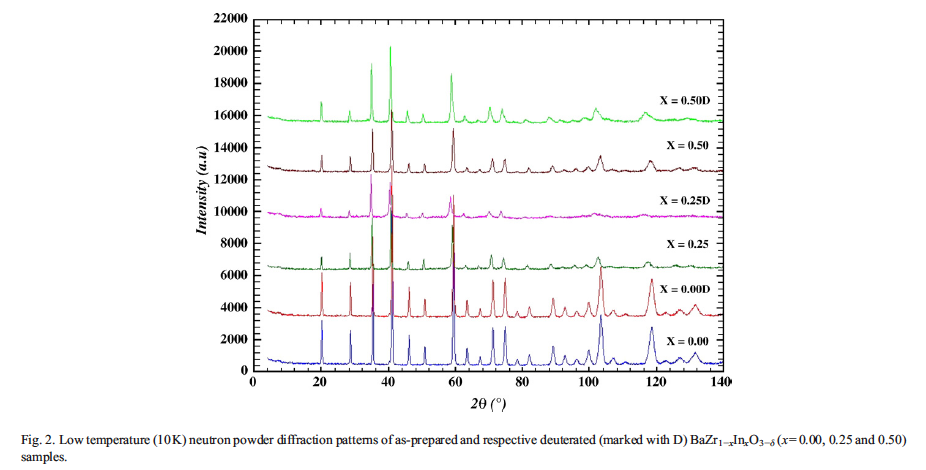 22000
20000
18000
16000
14000
12000
10000
8000
6000
4000
2000
0
Intensity (a.u)
X = 0.50D
X = 0.50
X = 0.25D
X = 0.25
X = 0.00D
X = 0.00
0 20 40 60 80 100 120 140
2θ (°)
Fig. 2. Low temperature (10 K) neutron powder diffraction patterns of as-prepared and respective deuterated (marked with D) BaZr₁₋ₓInₓO₃₋δ (x= 0.00, 0.25 and 0.50)
samples.